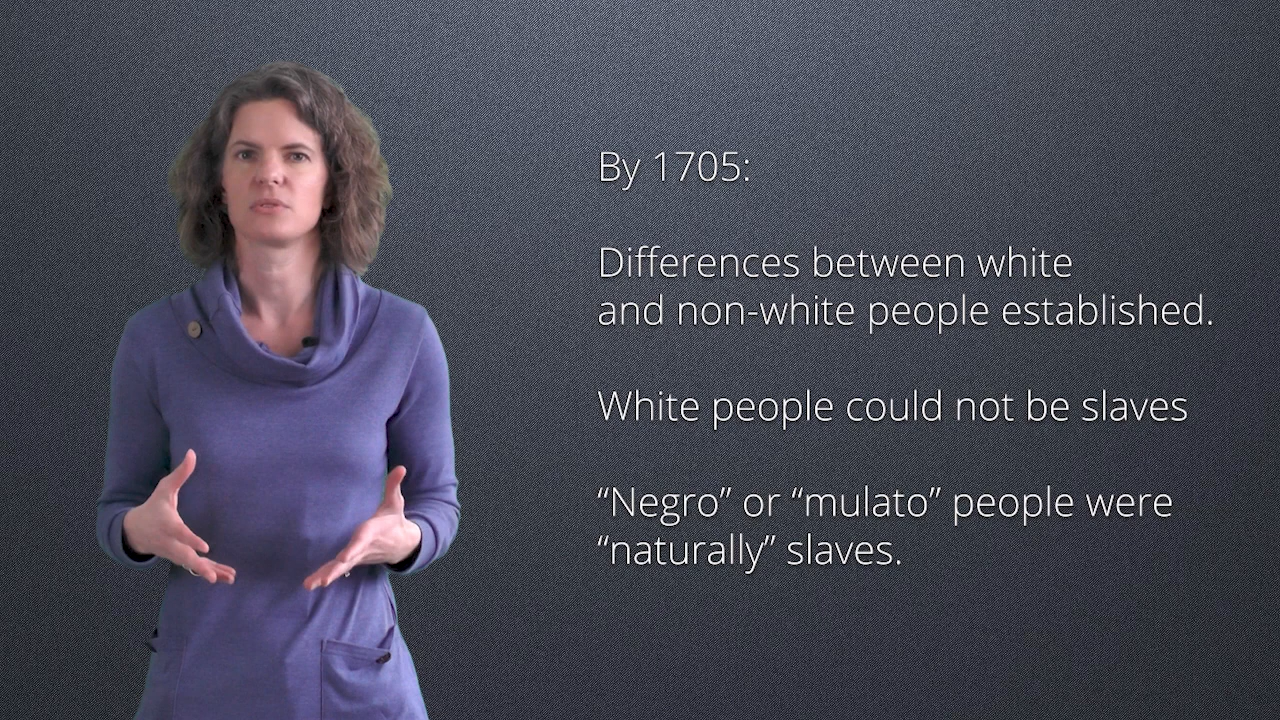 By 1705:
Differences between white
and non-white people established.
White people could not be slaves
“Negro” or “mulato” people were
“naturally” slaves.